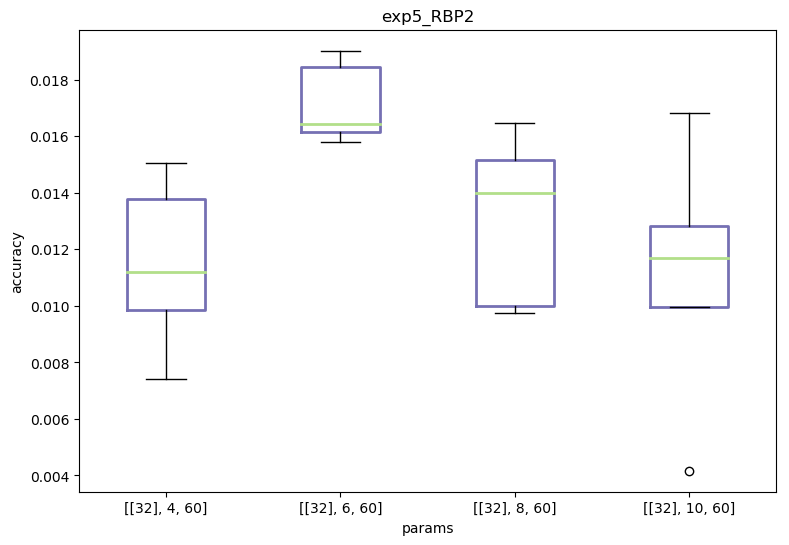 exp5_RBP2
accuracy
0.018
0.016
0.014
0.012
0.010
0.008
0.006
0.004
[[32], 4, 60]
[[32], 6, 60]
[[32], 8, 60]
[[32], 10, 60]
params